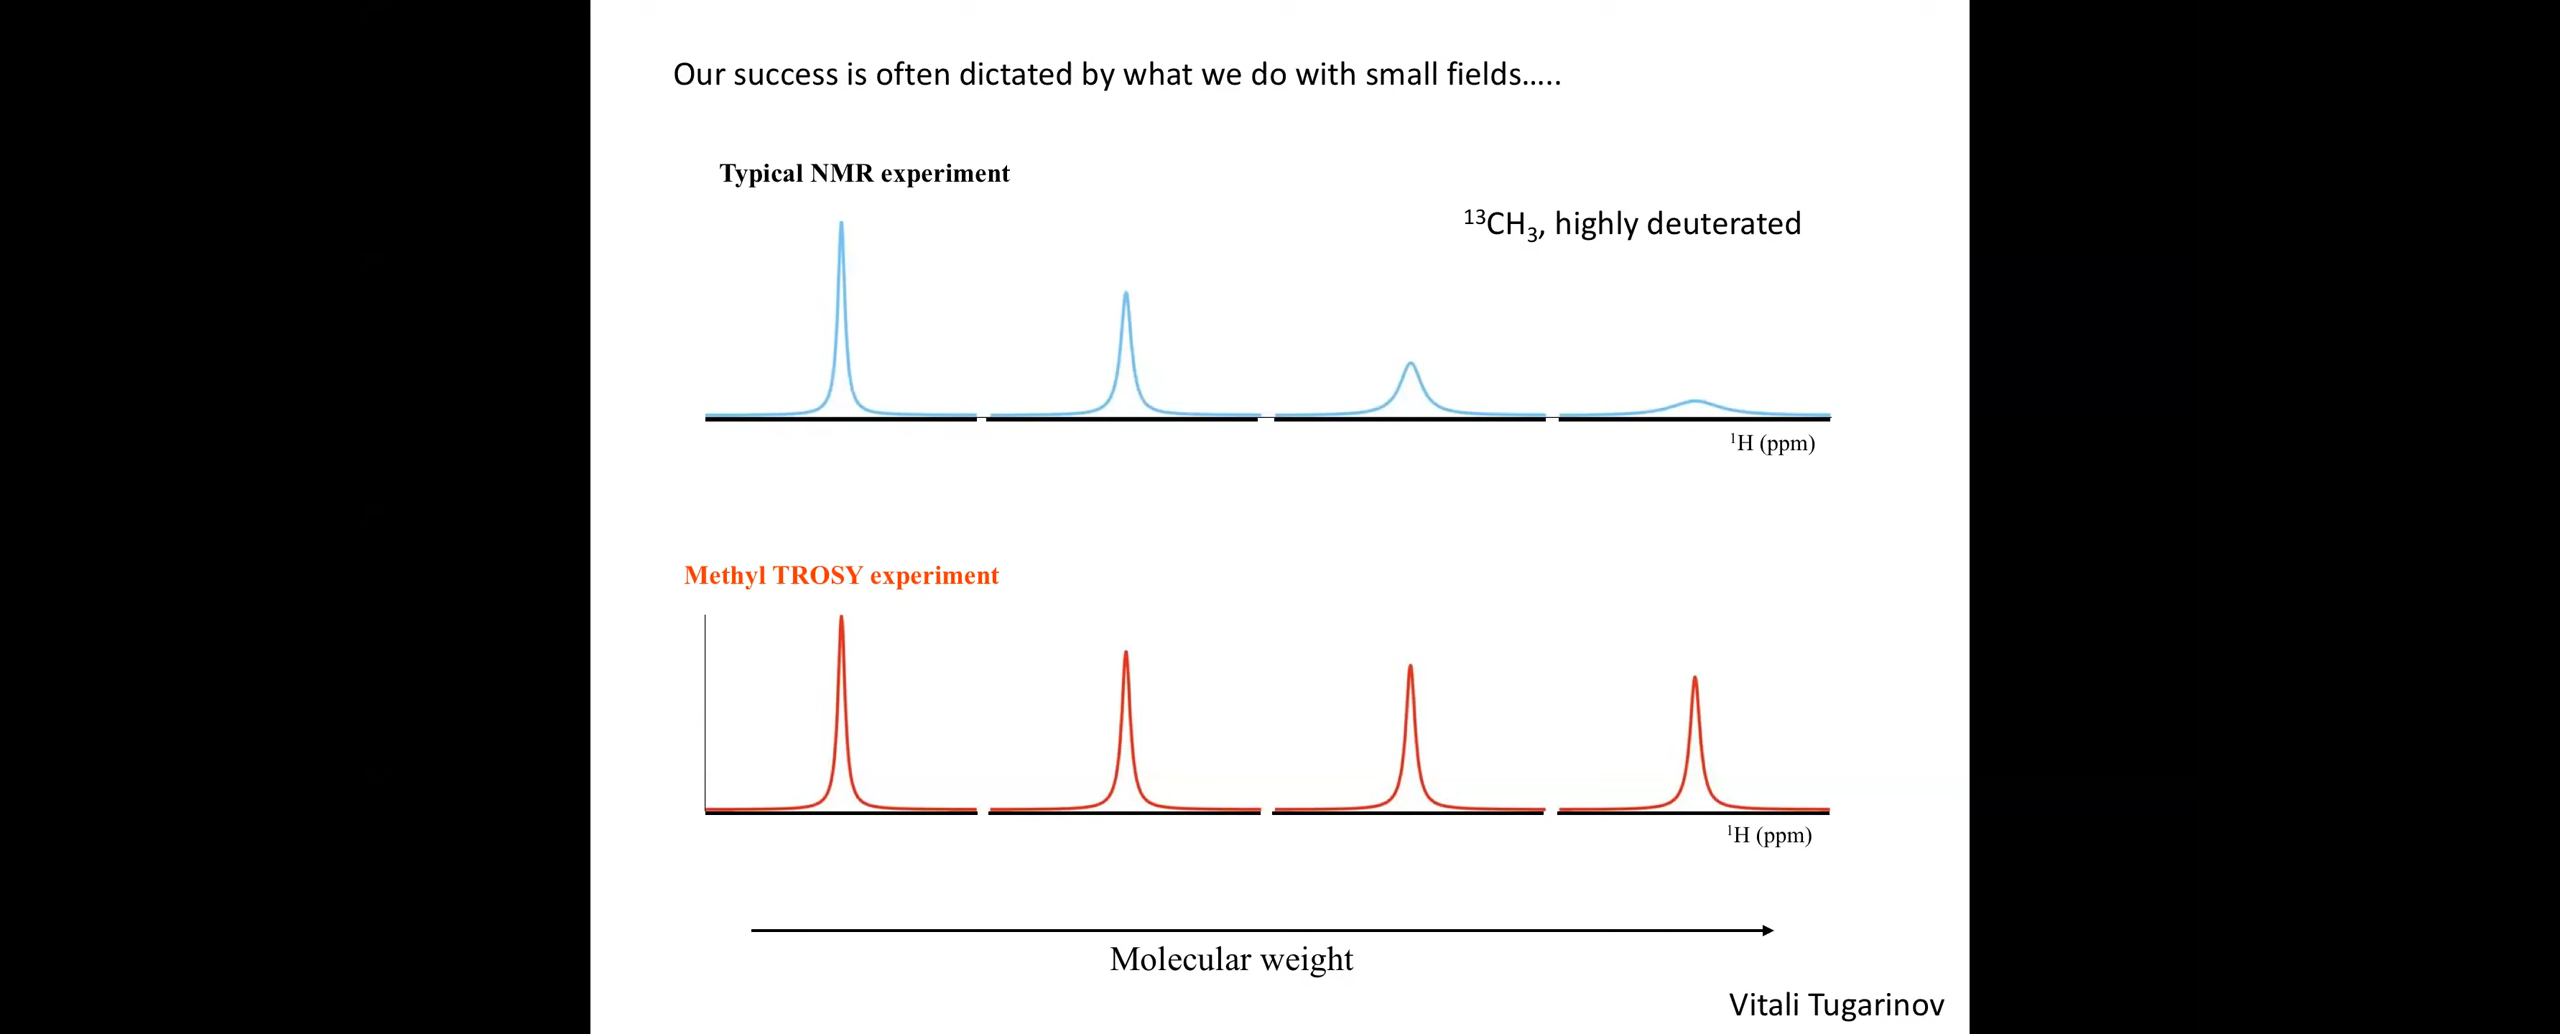 Our success is often dictated by what we do with small fields.....
Typical NMR experiment
¹³CH₃, highly deuterated
¹H (ppm)
Methyl TROSY experiment
¹H (ppm)
Molecular weight
Vitali Tugarinov